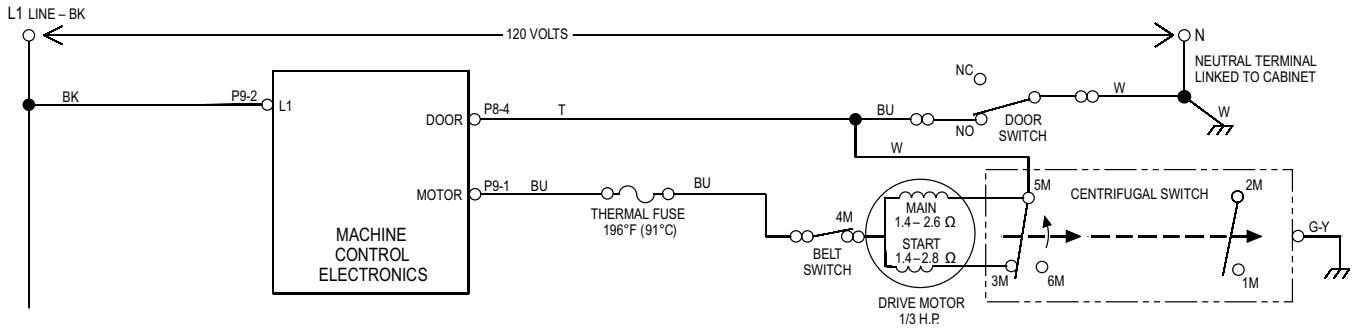 L1 LINE – BK
120 VOLTS
N
NEUTRAL TERMINAL
LINKED TO CABINET
NC
BK
P9-2
L1
DOOR
P8-4
T
BU
NO
DOOR
SWITCH
W
W
W
MOTOR
P9-1
BU
BU
THERMAL FUSE
196°F (91°C)
MACHINE
CONTROL
ELECTRONICS
4M
BELT
SWITCH
MAIN
1.4– 2.6 Ω
START
1.4–2.8 Ω
DRIVE MOTOR
1/3 H.P.
5M
CENTRIFUGAL SWITCH
2M
3M
6M
1M
G-Y